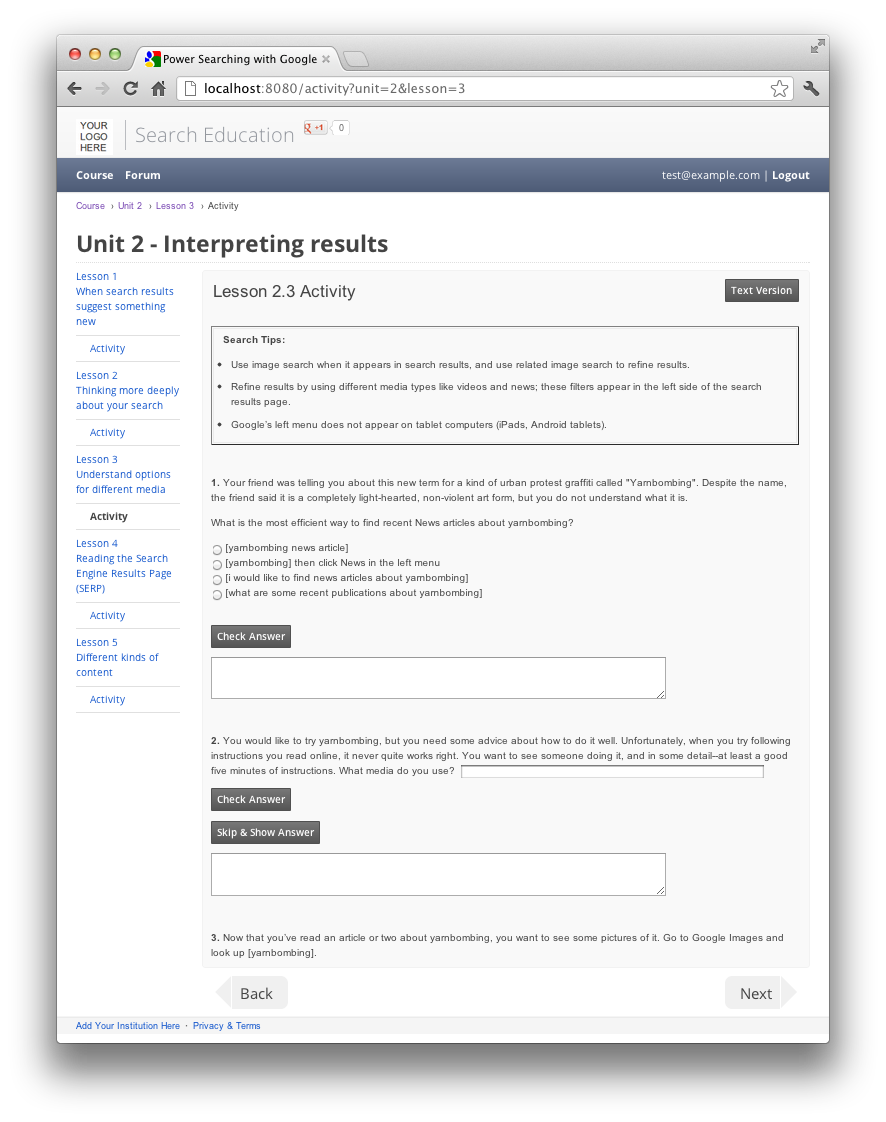 Power Searching with Google
localhost:8080/activity?unit=2&lesson=3
YOUR
LOGO
HERE
Search Education
+1
0
Course Forum
test@example.com | Logout
Course › Unit 2 › Lesson 3 › Activity
Unit 2 - Interpreting results
Lesson 1
When search results
suggest something
new
Activity
Lesson 2
Thinking more deeply
about your search
Activity
Lesson 3
Understand options
for different media
Activity
Lesson 4
Reading the Search
Engine Results Page
(SERP)
Activity
Lesson 5
Different kinds of
content
Activity
Lesson 2.3 Activity
Text Version
Search Tips:
• Use image search when it appears in search results, and use related image search to refine results.
• Refine results by using different media types like videos and news; these filters appear in the left side of the search
results page.
• Google's left menu does not appear on tablet computers (iPads, Android tablets).
1. Your friend was telling you about this new term for a kind of urban protest graffiti called "Yarnbombing". Despite the name,
the friend said it is a completely light-hearted, non-violent art form, but you do not understand what it is.
What is the most efficient way to find recent News articles about yarnbombing?
[yarnbombing news article]
[yarnbombing] then click News in the left menu
[i would like to find news articles about yarnbombing]
[what are some recent publications about yarnbombing]
Check Answer
2. You would like to try yarnbombing, but you need some advice about how to do it well. Unfortunately, when you try following
instructions you read online, it never quite works right. You want to see someone doing it, and in some detail--at least a good
five minutes of instructions. What media do you use?
Check Answer
Skip & Show Answer
3. Now that you've read an article or two about yarnbombing, you want to see some pictures of it. Go to Google Images and
look up [yarnbombing].
Back
Next
Add Your Institution Here · Privacy & Terms